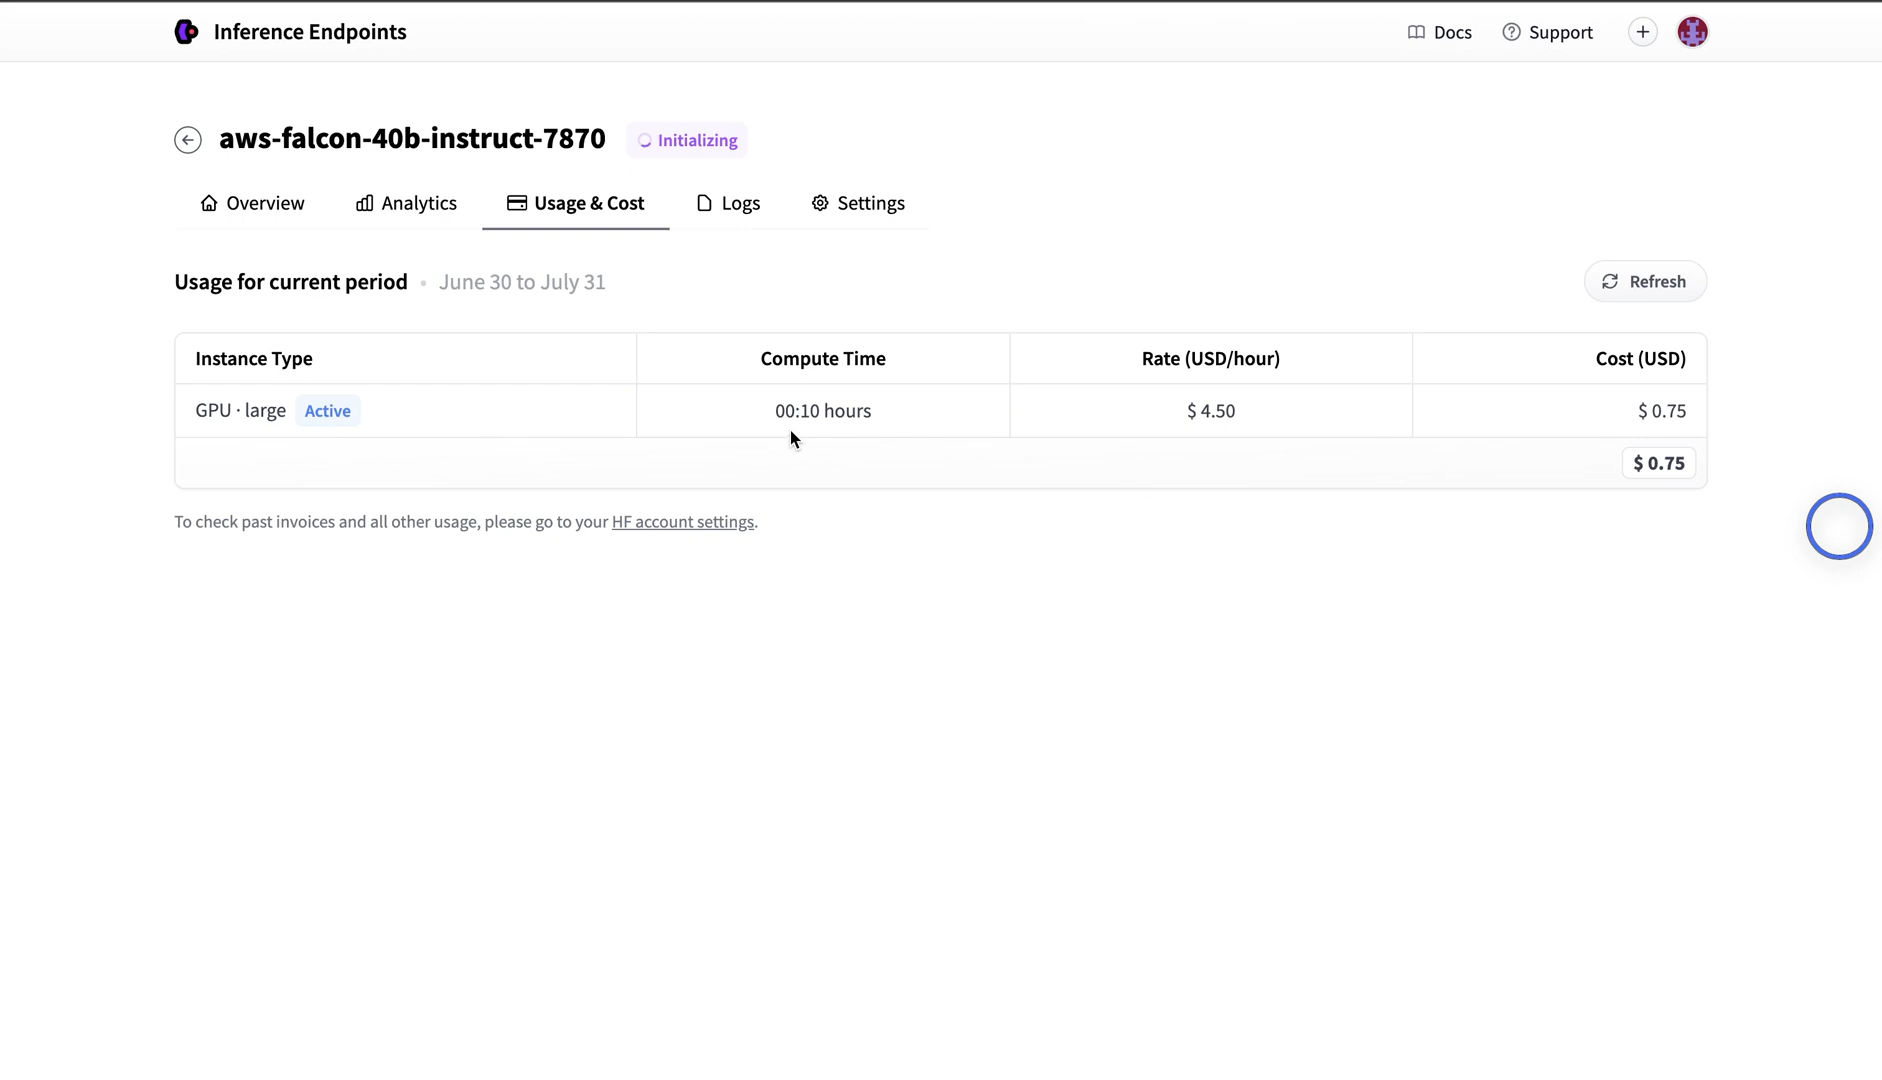 Inference Endpoints
Docs
Support
aws-falcon-40b-instruct-7870
Initializing
Overview
Analytics
Usage & Cost
Logs
Settings
Usage for current period • June 30 to July 31
Refresh
Instance Type
Compute Time
Rate (USD/hour)
Cost (USD)
GPU · large
Active
00:10 hours
$ 4.50
$ 0.75
$ 0.75
To check past invoices and all other usage, please go to your HF account settings.